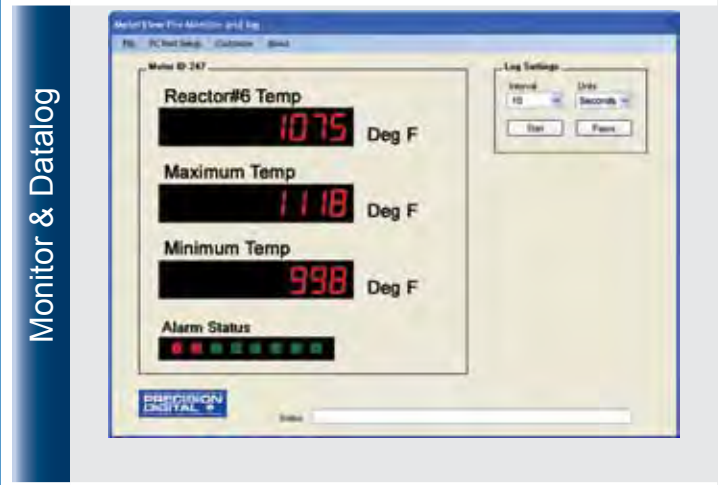 Monitor & Datalog
MeterView Pro Monitor and log
File PC Port Setup Customize About
Meter ID 247
Reactor#6 Temp
1075 Deg F
Maximum Temp
1118 Deg F
Minimum Temp
998 Deg F
Alarm Status
Log Settings
Interval Units
10 Seconds
Start Pause
PRECISION
DIGITAL
Status